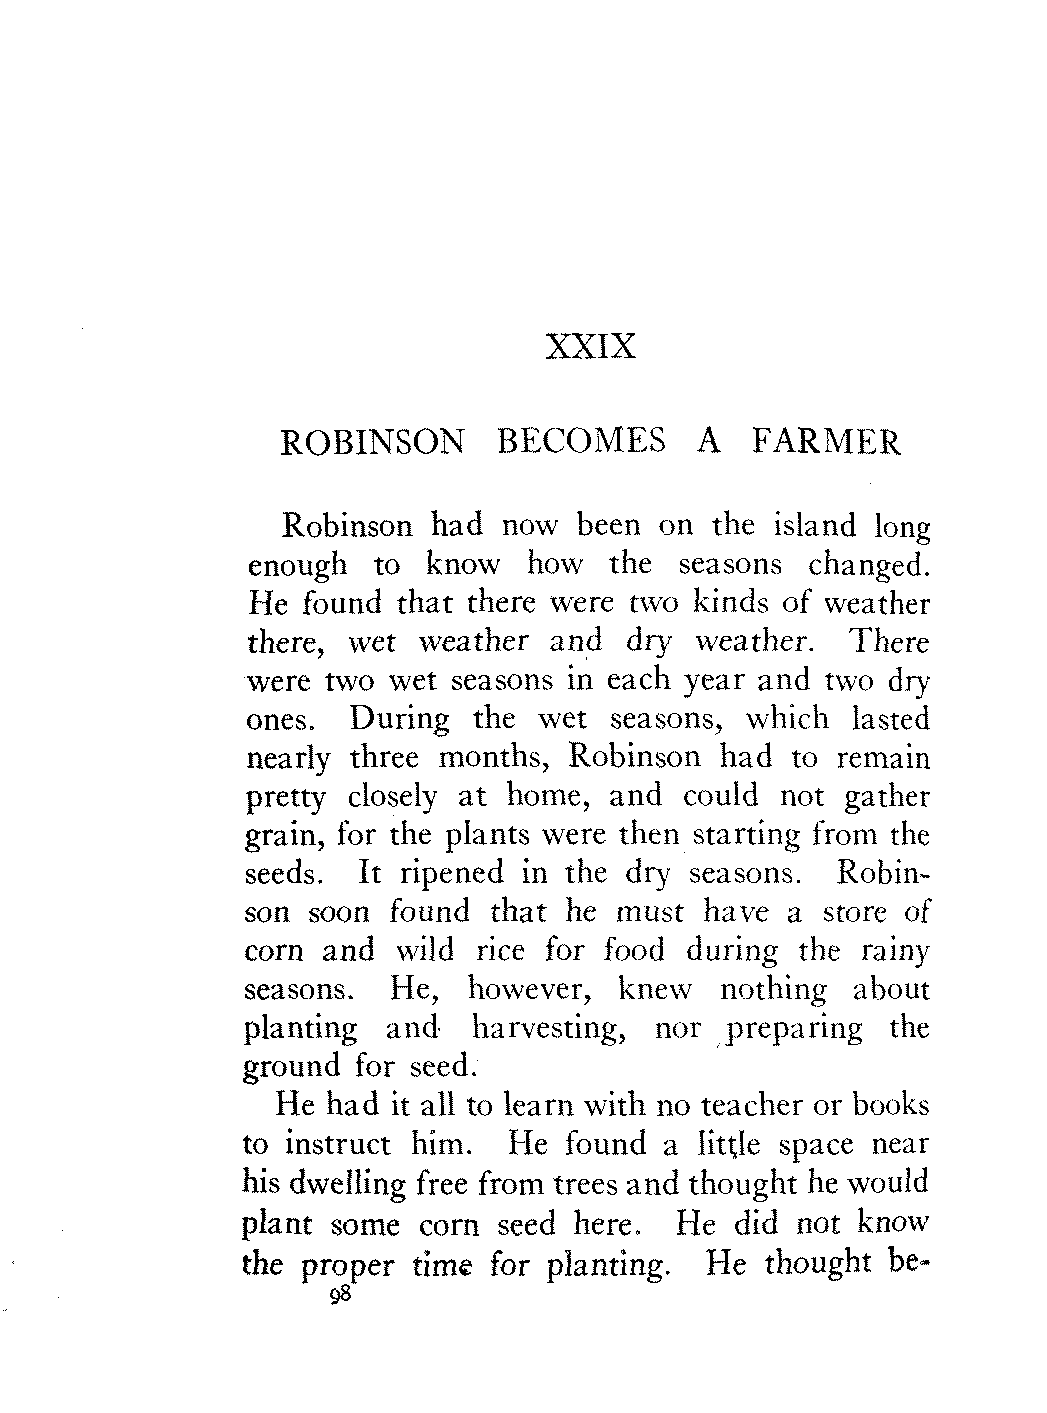 XXIX
ROBINSON BECOMES A FARMER
Robinson had now been on the island long
enough to know how the seasons changed.
He found that there were two kinds of weather
there, wet weather and dry weather. There
were two wet seasons in each year and two dry
ones. During the wet seasons, which lasted
nearly three months, Robinson had to remain
pretty closely at home, and could not gather
grain, for the plants were then starting from the
seeds. It ripened in the dry seasons. Robin-
son soon found that he must have a store of
corn and wild rice for food during the rainy
seasons. He, however, knew nothing about
planting and harvesting, nor preparing the
ground for seed.
He had it all to learn with no teacher or books
to instruct him. He found a little space near
his dwelling free from trees and thought he would
plant some corn seed here. He did not know
the proper time for planting. He thought be-
98